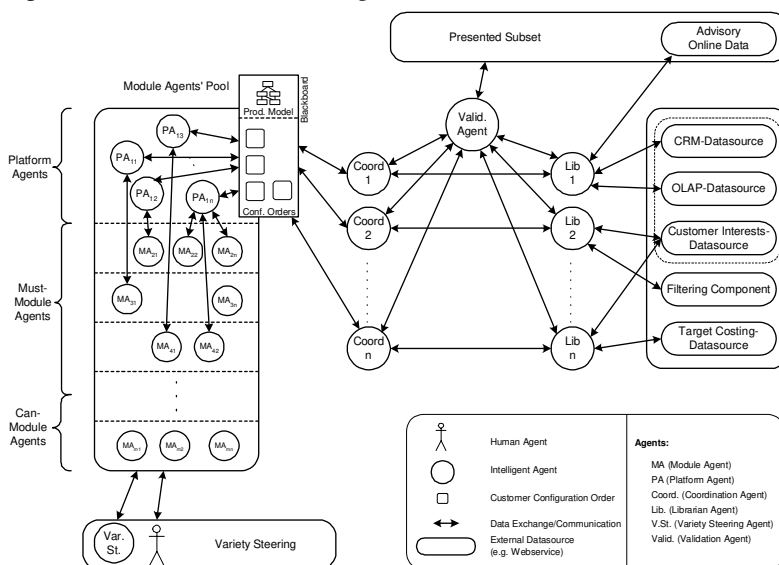 Presented Subset
Advisory
Online Data
Module Agents' Pool
Blackboard
Prod. Model
Conf. Orders
Platform
Agents
PA13
PA11
PA12
PA1n
MA21
MA22
MA2n
Must-
Module
Agents
MA31
MA3n
MA41
MA42
Can-
Module
Agents
MAm1
MAm2
MAmn
Var.
St.
Variety Steering
Valid.
Agent
Coord
1
Coord
2
Coord
n
Lib
1
Lib
2
Lib
n
CRM-Datasource
OLAP-Datasource
Customer Interests-
Datasource
Filtering Component
Target Costing-
Datasource
Human Agent
Intelligent Agent
Customer Configuration Order
Data Exchange/Communication
External Datasource
(e.g. Webservice)
Agents:
MA (Module Agent)
PA (Platform Agent)
Coord. (Coordination Agent)
Lib. (Librarian Agent)
V.St. (Variety Steering Agent)
Valid. (Validation Agent)